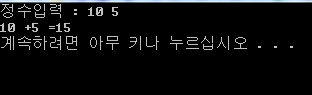 정수입력 : 10 5
10 +5 =15
계속하려면 아무 키나 누르십시오 . . .